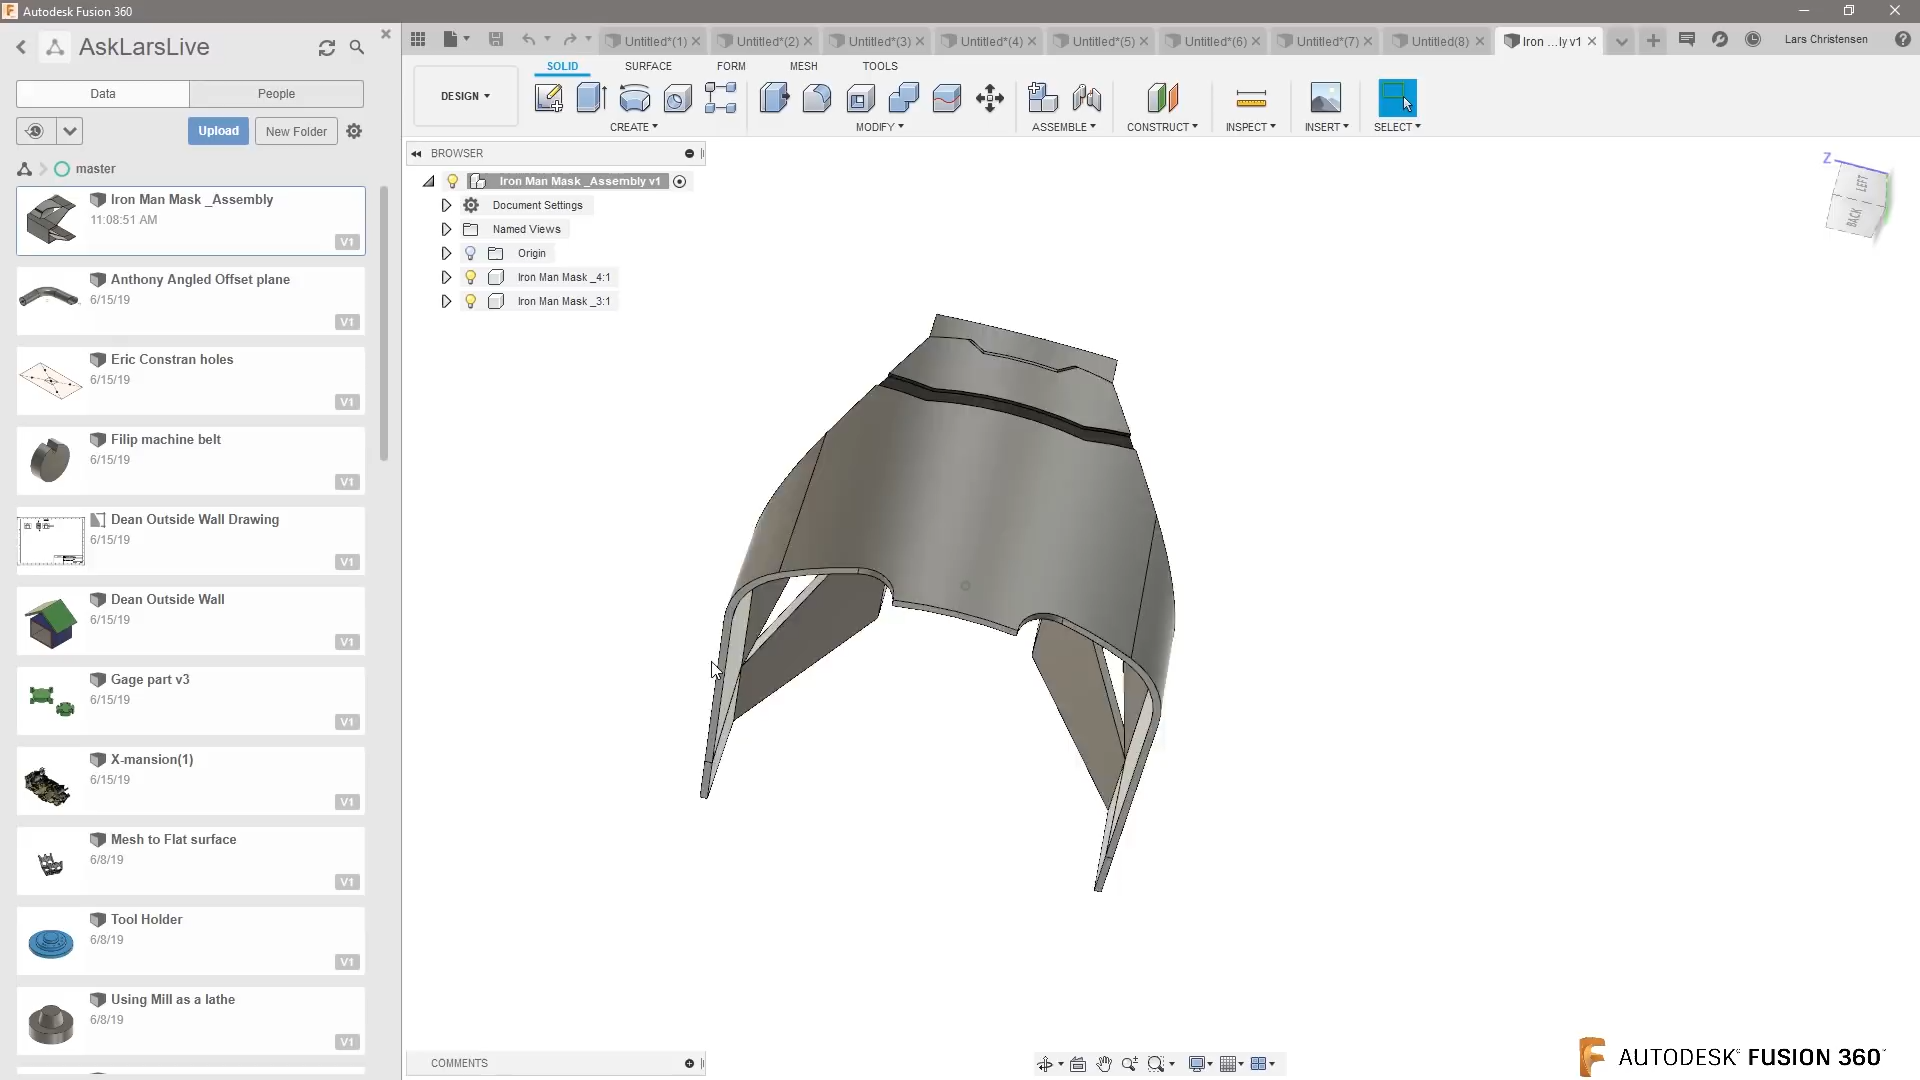 Autodesk Fusion 360
AskLarsLive
Data
People
Upload
New Folder
master
Iron Man Mask _Assembly
11:08:51 AM
V1
Anthony Angled Offset plane
6/15/19
V1
Eric Constran holes
6/15/19
V1
Filip machine belt
6/15/19
V1
Dean Outside Wall Drawing
6/15/19
V1
Dean Outside Wall
6/15/19
V1
Gage part v3
6/15/19
V1
X-mansion(1)
6/15/19
V1
Mesh to Flat surface
6/8/19
V1
Tool Holder
6/8/19
V1
Using Mill as a lathe
6/8/19
V1
Untitled*(1)
Untitled*(2)
Untitled*(3)
Untitled*(4)
Untitled*(5)
Untitled*(6)
Untitled*(7)
Untitled(8)
Iron ...ly v1
Lars Christensen
SOLID
SURFACE
FORM
MESH
TOOLS
DESIGN
CREATE
MODIFY
ASSEMBLE
CONSTRUCT
INSPECT
INSERT
SELECT
BROWSER
Iron Man Mask _Assembly v1
Document Settings
Named Views
Origin
Iron Man Mask _4:1
Iron Man Mask _3:1
Z
LEFT
BACK
COMMENTS
AUTODESK® FUSION 360™